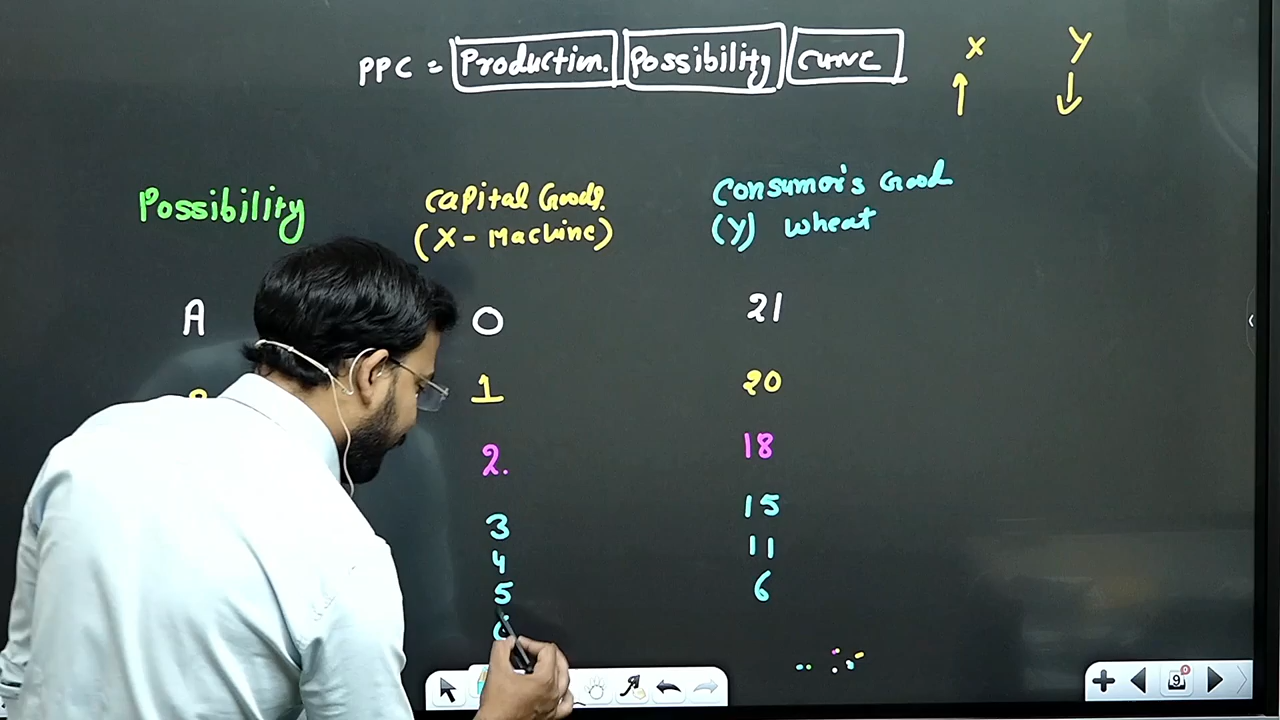 PPC = Production. Possibility curve X Y
Possibility Capital Goods. Consumer's Good
(X - Machine) (Y) Wheat
A 0 21
1 20
2. 18
3 15
4 11
5 6
9